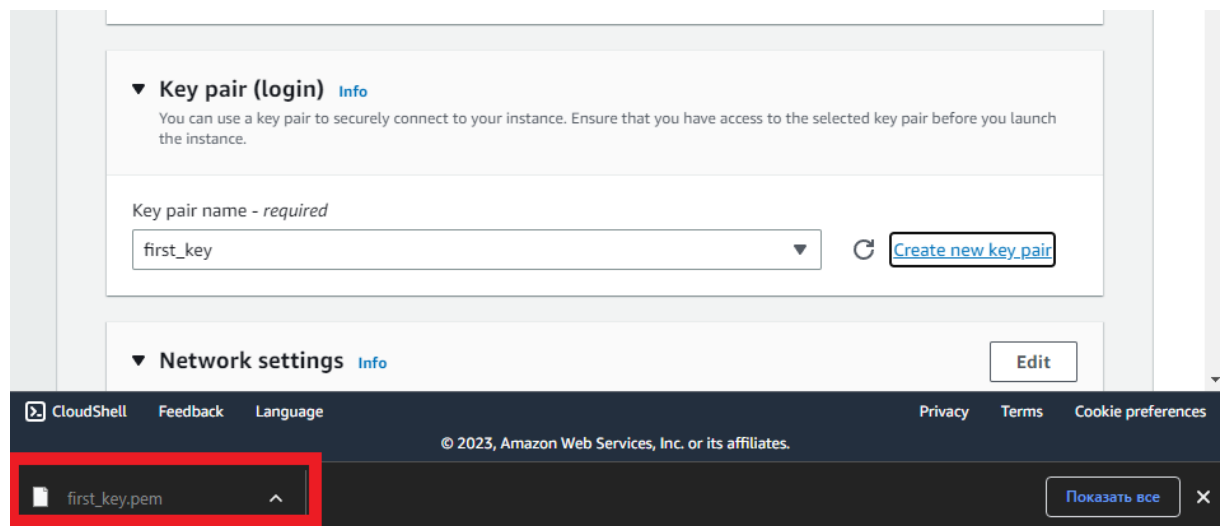 Key pair (login) Info
You can use a key pair to securely connect to your instance. Ensure that you have access to the selected key pair before you launch
the instance.
Key pair name - required
first_key
Create new key pair
Network settings Info
Edit
CloudShell Feedback Language Privacy Terms Cookie preferences
© 2023, Amazon Web Services, Inc. or its affiliates.
first_key.pem
Показать все